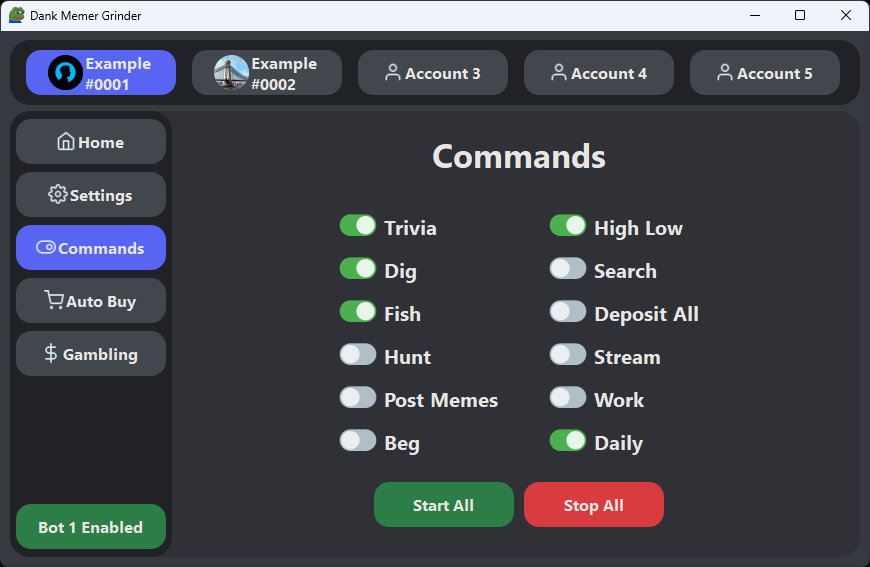 Dank Memer Grinder
Example
#0001
Example
#0002
Account 3
Account 4
Account 5
Home
Settings
Commands
Auto Buy
Gambling
Bot 1 Enabled
Commands
Trivia
High Low
Dig
Search
Fish
Deposit All
Hunt
Stream
Post Memes
Work
Beg
Daily
Start All
Stop All